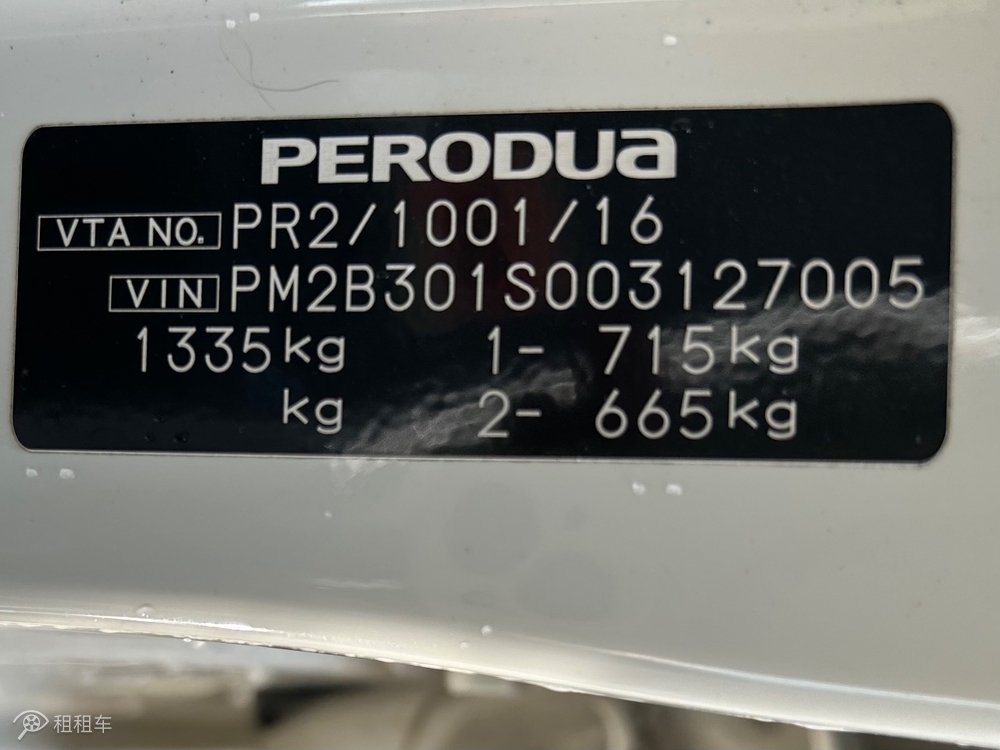 PERODUA
VTA NO. PR2/1001/16
VIN PM2B301S003127005
1335kg 1- 715kg
kg 2- 665kg
租租车